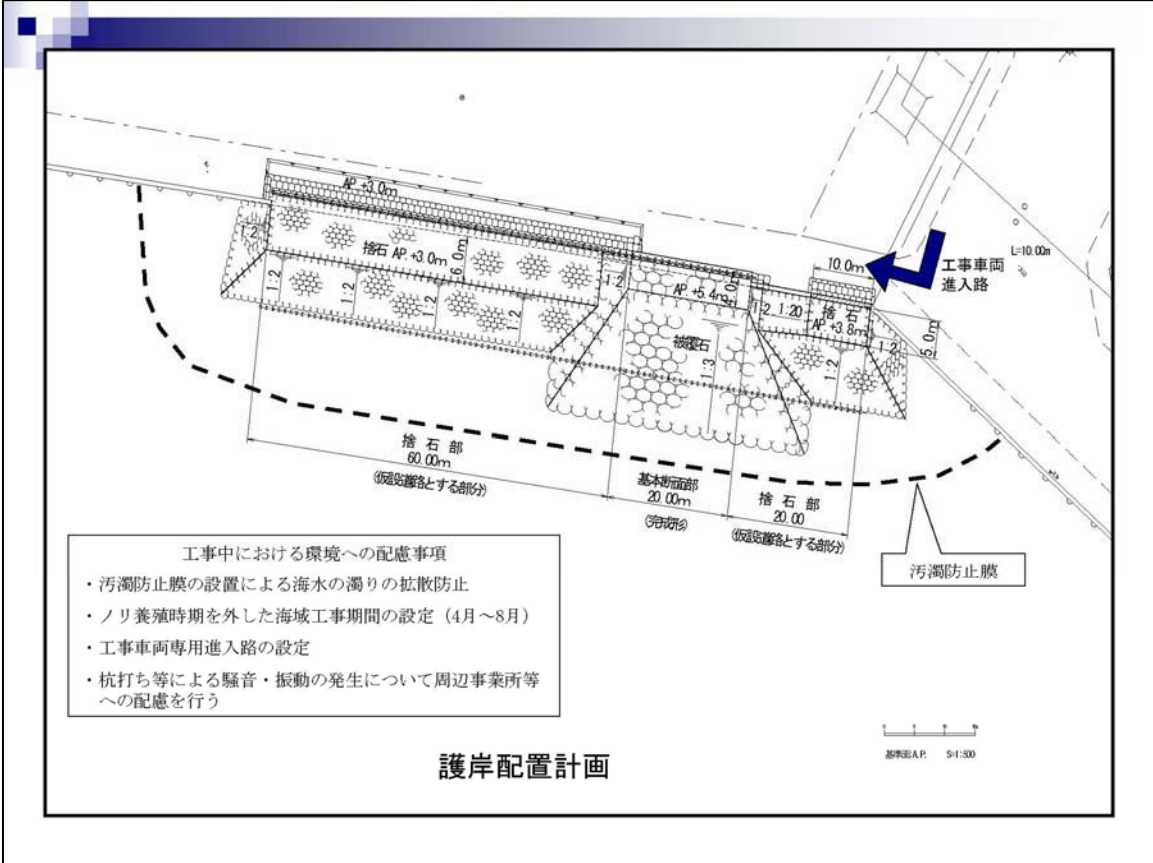 AP +3.0m
1:2
捨石 AP +3.0m
6.0m
1:2
1:2
1:2
1:2
1:2
AP +5.4m
被覆石
1:3
1:2
1:20
捨石
AP +3.8m
1:2
1:2
10.0m
5.0m
L=10.00m
工事車両
進入路
捨石部
60.00m
(仮設道路とする部分)
基本断面部
20.00m
(完成形)
捨石部
20.00
(仮設道路とする部分)
汚濁防止膜
工事中における環境への配慮事項
・汚濁防止膜の設置による海水の濁りの拡散防止
・ノリ養殖時期を外した海域工事期間の設定（4月～8月）
・工事車両専用進入路の設定
・杭打ち等による騒音・振動の発生について周辺事業所等
への配慮を行う
護岸配置計画
基準面A.P. S=1:500